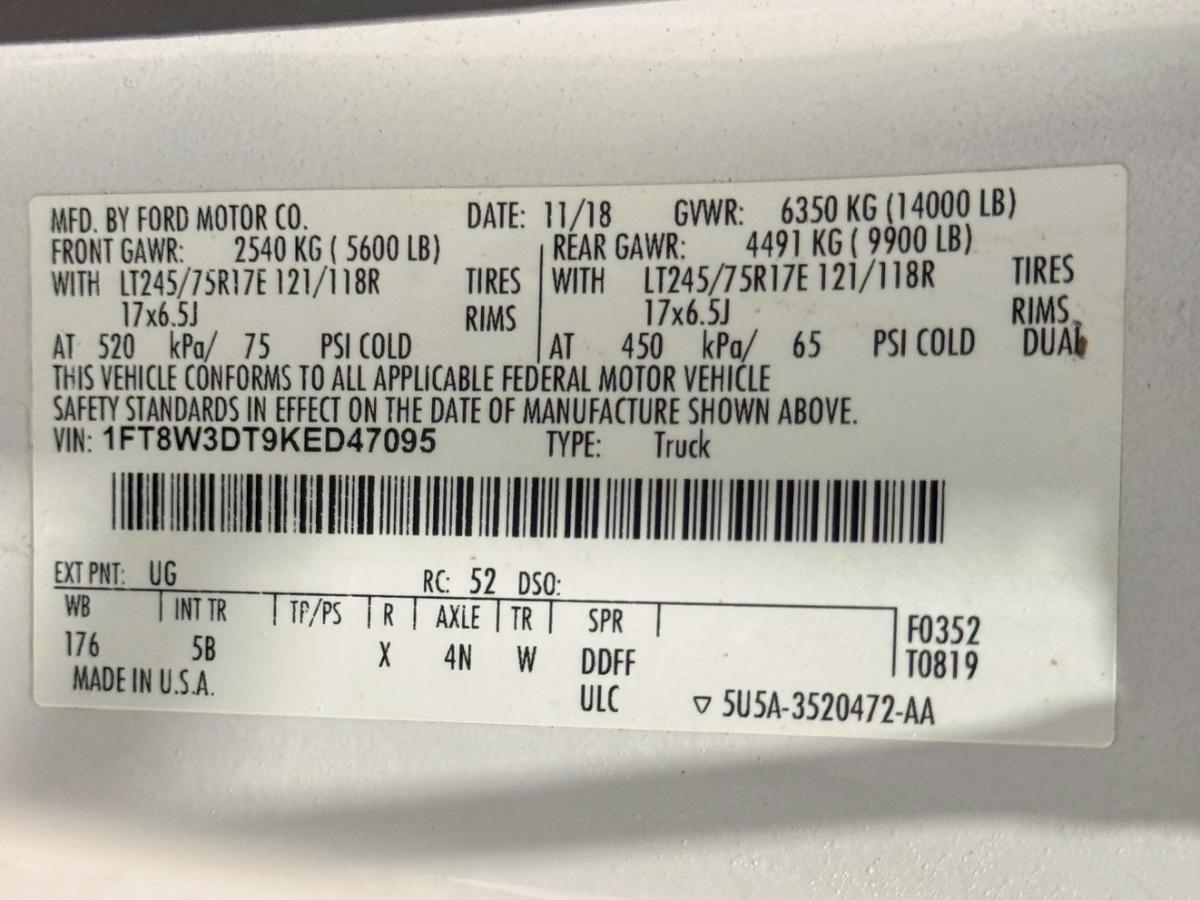 MFD. BY FORD MOTOR CO. DATE: 11/18 GVWR: 6350 KG (14000 LB)
FRONT GAWR: 2540 KG ( 5600 LB) REAR GAWR: 4491 KG ( 9900 LB)
WITH LT245/75R17E 121/118R TIRES WITH LT245/75R17E 121/118R TIRES
17x6.5J RIMS 17x6.5J RIMS
AT 520 kPa/ 75 PSI COLD AT 450 kPa/ 65 PSI COLD DUAL
THIS VEHICLE CONFORMS TO ALL APPLICABLE FEDERAL MOTOR VEHICLE
SAFETY STANDARDS IN EFFECT ON THE DATE OF MANUFACTURE SHOWN ABOVE.
VIN: 1FT8W3DT9KED47095 TYPE: Truck
EXT PNT: UG RC: 52 DSO:
WB INT TR TP/PS R AXLE TR SPR F0352
176 5B X 4N W DDFF T0819
MADE IN U.S.A. ULC ▽ 5U5A-3520472-AA